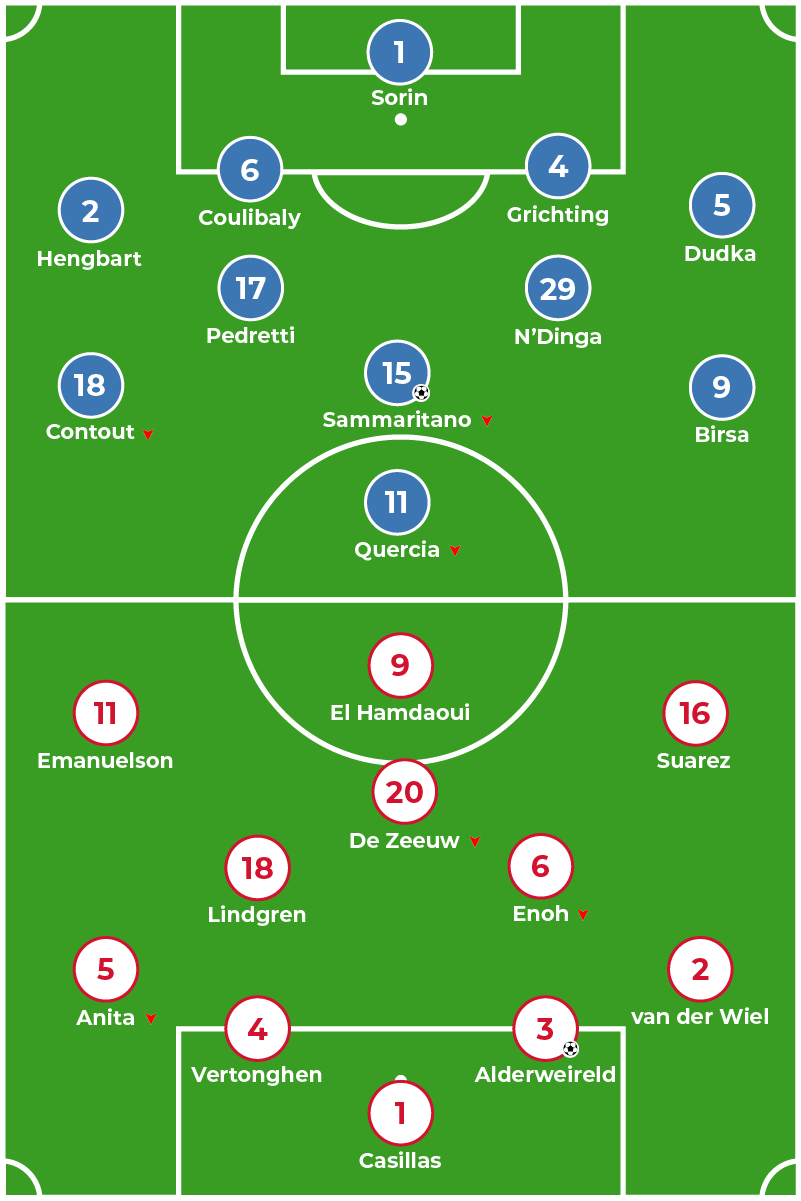 1
Sorin
6
Coulibaly
4
Grichting
2
Hengbart
5
Dudka
17
Pedretti
29
N’Dinga
18
Contout
15
Sammaritano
9
Birsa
11
Quercia
9
El Hamdaoui
11
Emanuelson
16
Suarez
20
De Zeeuw
18
Lindgren
6
Enoh
5
Anita
2
van der Wiel
4
Vertonghen
3
Alderweireld
1
Casillas